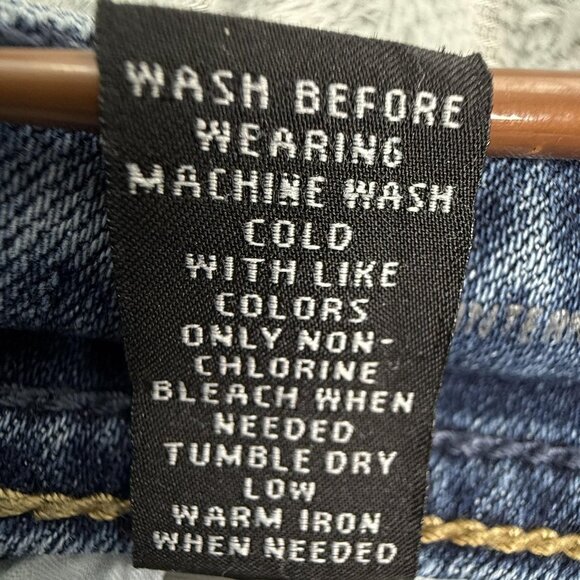 WASH BEFORE
WEARING
MACHINE WASH
COLD
WITH LIKE
COLORS
ONLY NON-
CHLORINE
BLEACH WHEN
NEEDED
TUMBLE DRY
LOW
WARM IRON
WHEN NEEDED